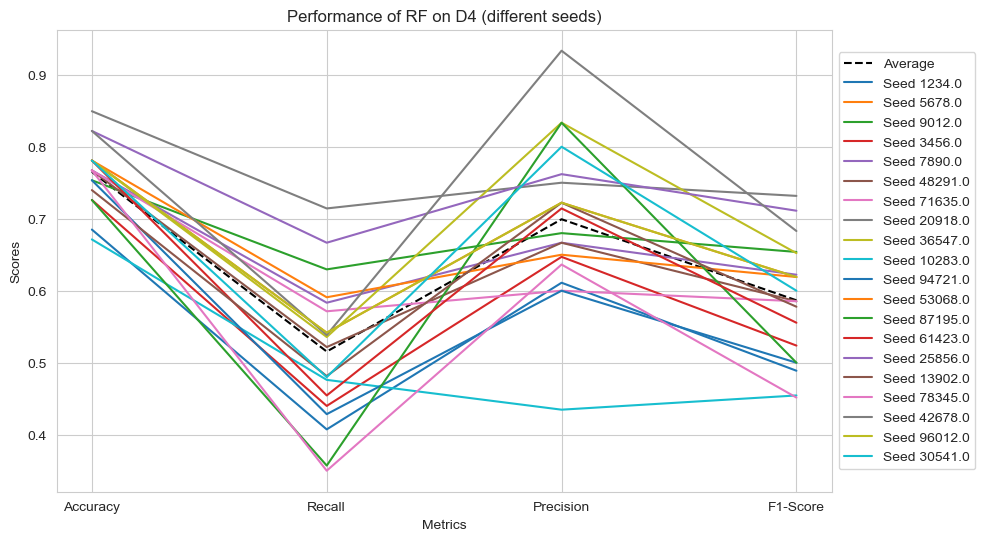 Performance of RF on D4 (different seeds)
0.9
0.8
0.7
0.6
0.5
0.4
Scores
Accuracy
Recall
Precision
F1-Score
Metrics
Average
Seed 1234.0
Seed 5678.0
Seed 9012.0
Seed 3456.0
Seed 7890.0
Seed 48291.0
Seed 71635.0
Seed 20918.0
Seed 36547.0
Seed 10283.0
Seed 94721.0
Seed 53068.0
Seed 87195.0
Seed 61423.0
Seed 25856.0
Seed 13902.0
Seed 78345.0
Seed 42678.0
Seed 96012.0
Seed 30541.0